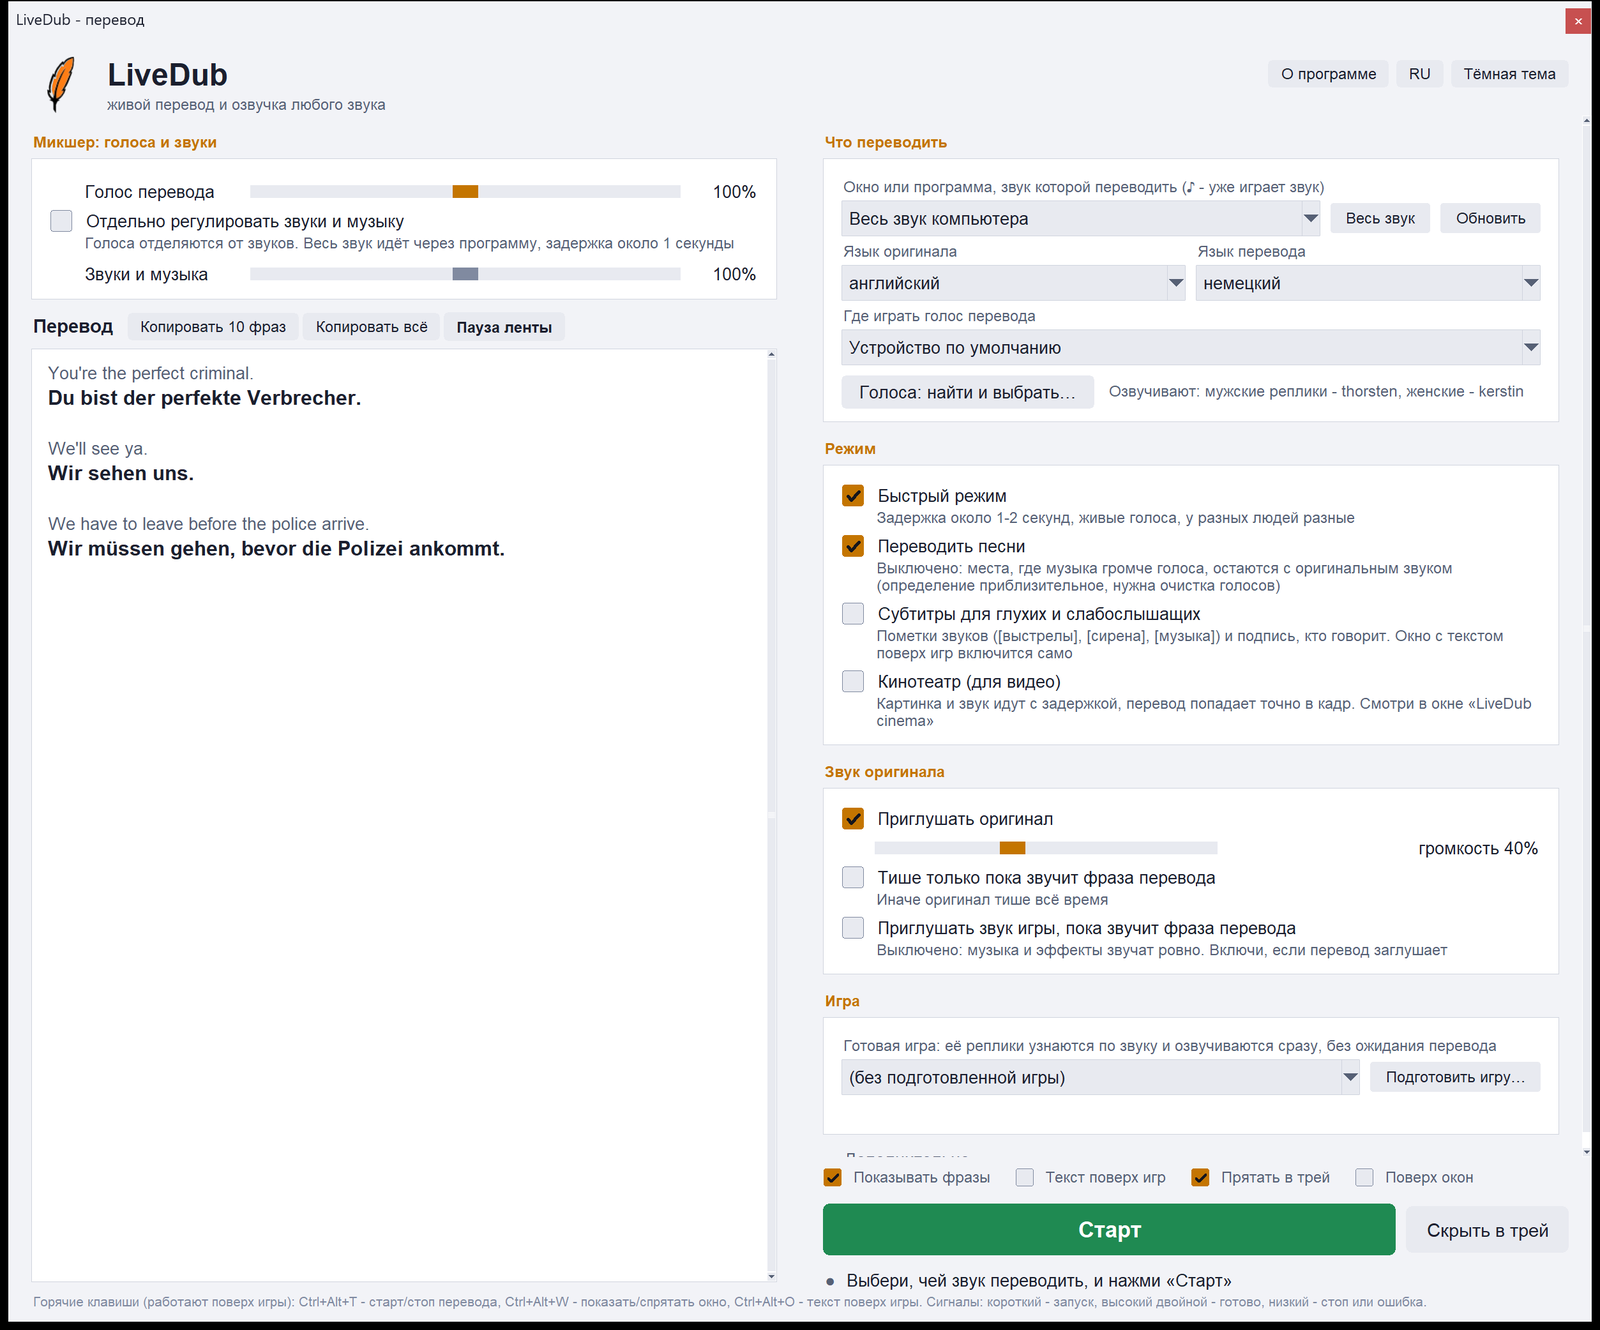 LiveDub - перевод
×
LiveDub
живой перевод и озвучка любого звука
О программе
RU
Тёмная тема
Микшер: голоса и звуки
Голос перевода
100%
Отдельно регулировать звуки и музыку
Голоса отделяются от звуков. Весь звук идёт через программу, задержка около 1 секунды
Звуки и музыка
100%
Перевод
Копировать 10 фраз
Копировать всё
Пауза ленты
You're the perfect criminal.
Du bist der perfekte Verbrecher.
We'll see ya.
Wir sehen uns.
We have to leave before the police arrive.
Wir müssen gehen, bevor die Polizei ankommt.
Что переводить
Окно или программа, звук которой переводить (♪ - уже играет звук)
Весь звук компьютера
Весь звук
Обновить
Язык оригинала
Язык перевода
английский
немецкий
Где играть голос перевода
Устройство по умолчанию
Голоса: найти и выбрать...
Озвучивают: мужские реплики - thorsten, женские - kerstin
Режим
Быстрый режим
Задержка около 1-2 секунд, живые голоса, у разных людей разные
Переводить песни
Выключено: места, где музыка громче голоса, остаются с оригинальным звуком
(определение приблизительное, нужна очистка голосов)
Субтитры для глухих и слабослышащих
Пометки звуков ([выстрелы], [сирена], [музыка]) и подпись, кто говорит. Окно с текстом
поверх игр включится само
Кинотеатр (для видео)
Картинка и звук идут с задержкой, перевод попадает точно в кадр. Смотри в окне «LiveDub
cinema»
Звук оригинала
Приглушать оригинал
громкость 40%
Тише только пока звучит фраза перевода
Иначе оригинал тише всё время
Приглушать звук игры, пока звучит фраза перевода
Выключено: музыка и эффекты звучат ровно. Включи, если перевод заглушает
Игра
Готовая игра: её реплики узнаются по звуку и озвучиваются сразу, без ожидания перевода
(без подготовленной игры)
Подготовить игру...
Показывать фразы
Текст поверх игр
Прятать в трей
Поверх окон
Старт
Скрыть в трей
Выбери, чей звук переводить, и нажми «Старт»
Горячие клавиши (работают поверх игры): Ctrl+Alt+T - старт/стоп перевода, Ctrl+Alt+W - показать/спрятать окно, Ctrl+Alt+O - текст поверх игры. Сигналы: короткий - запуск, высокий двойной - готово, низкий - стоп или ошибка.